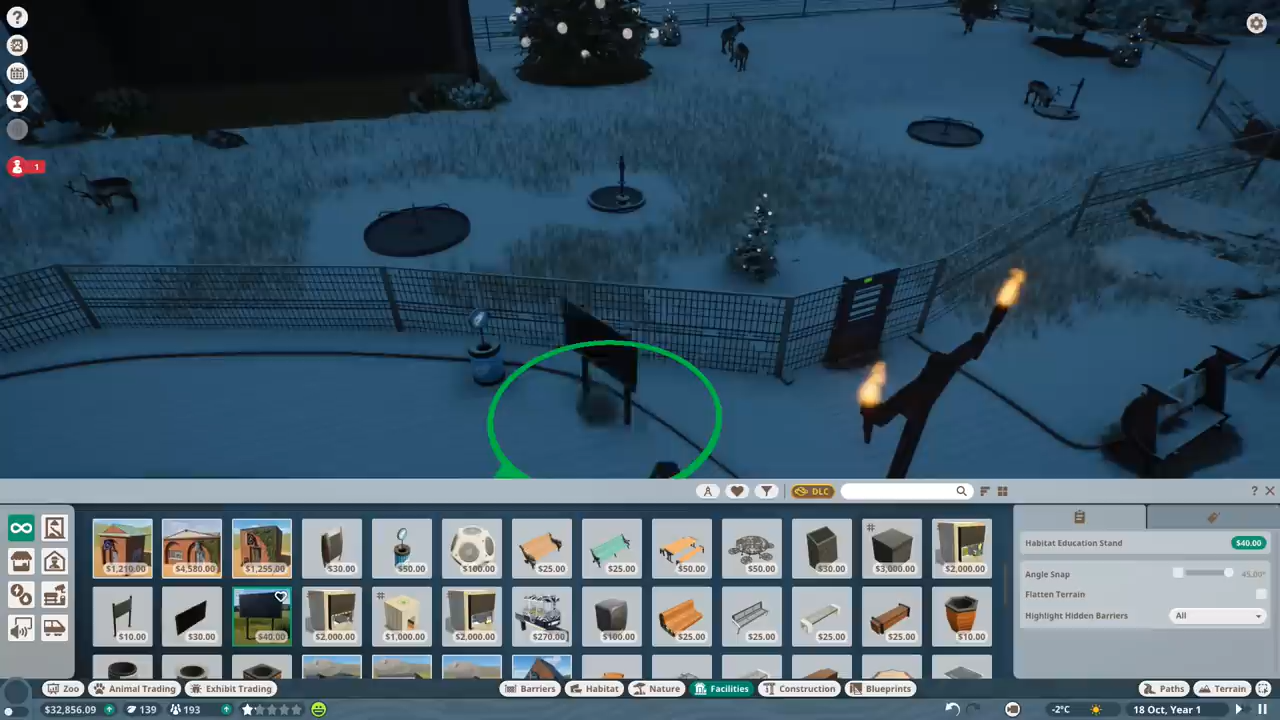 ?
1
A
DLC
? ×
$1,210.00 $4,580.00 $1,255.00 $30.00 $50.00 $100.00 $25.00 $25.00 $50.00 $50.00 $30.00 # $3,000.00 $2,000.00
$10.00 $30.00 $40.00 $2,000.00 # $1,000.00 $2,000.00 $270.00 $100.00 $25.00 $25.00 $25.00 $25.00 $10.00
Habitat Education Stand $40.00
Angle Snap 45.00°
Flatten Terrain
Highlight Hidden Barriers All
Zoo Animal Trading Exhibit Trading Barriers Habitat Nature Facilities Construction Blueprints Paths Terrain
$32,856.09 139 193 -2°C 18 Oct, Year 1